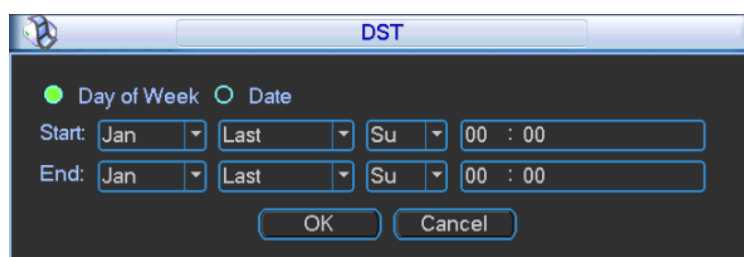 DST
Day of Week Date
Start: Jan Last Su 00 : 00
End: Jan Last Su 00 : 00
OK Cancel